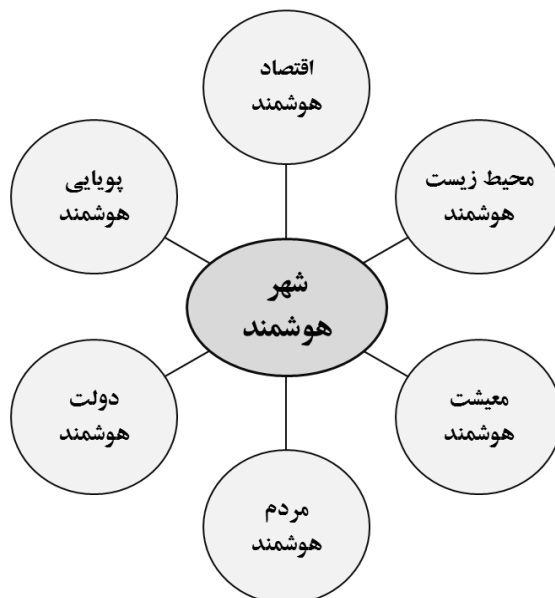 اقتصاد
هوشمند
محیط زیست
هوشمند
پویایی
هوشمند
شهر
هوشمند
معیشت
هوشمند
دولت
هوشمند
مردم
هوشمند